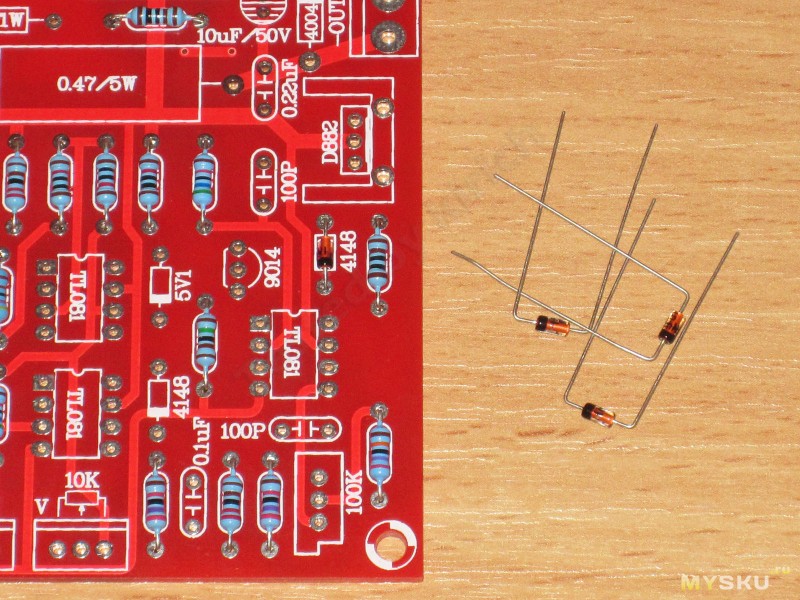 1W
10uF/50V
4004
-OUT
0.47/5W
0.22uF
D882
100P
4148
9014
5V1
TL081
TL081
TL081
4148
100P
0.1uF
10K
V
100K
MYSKU.ru